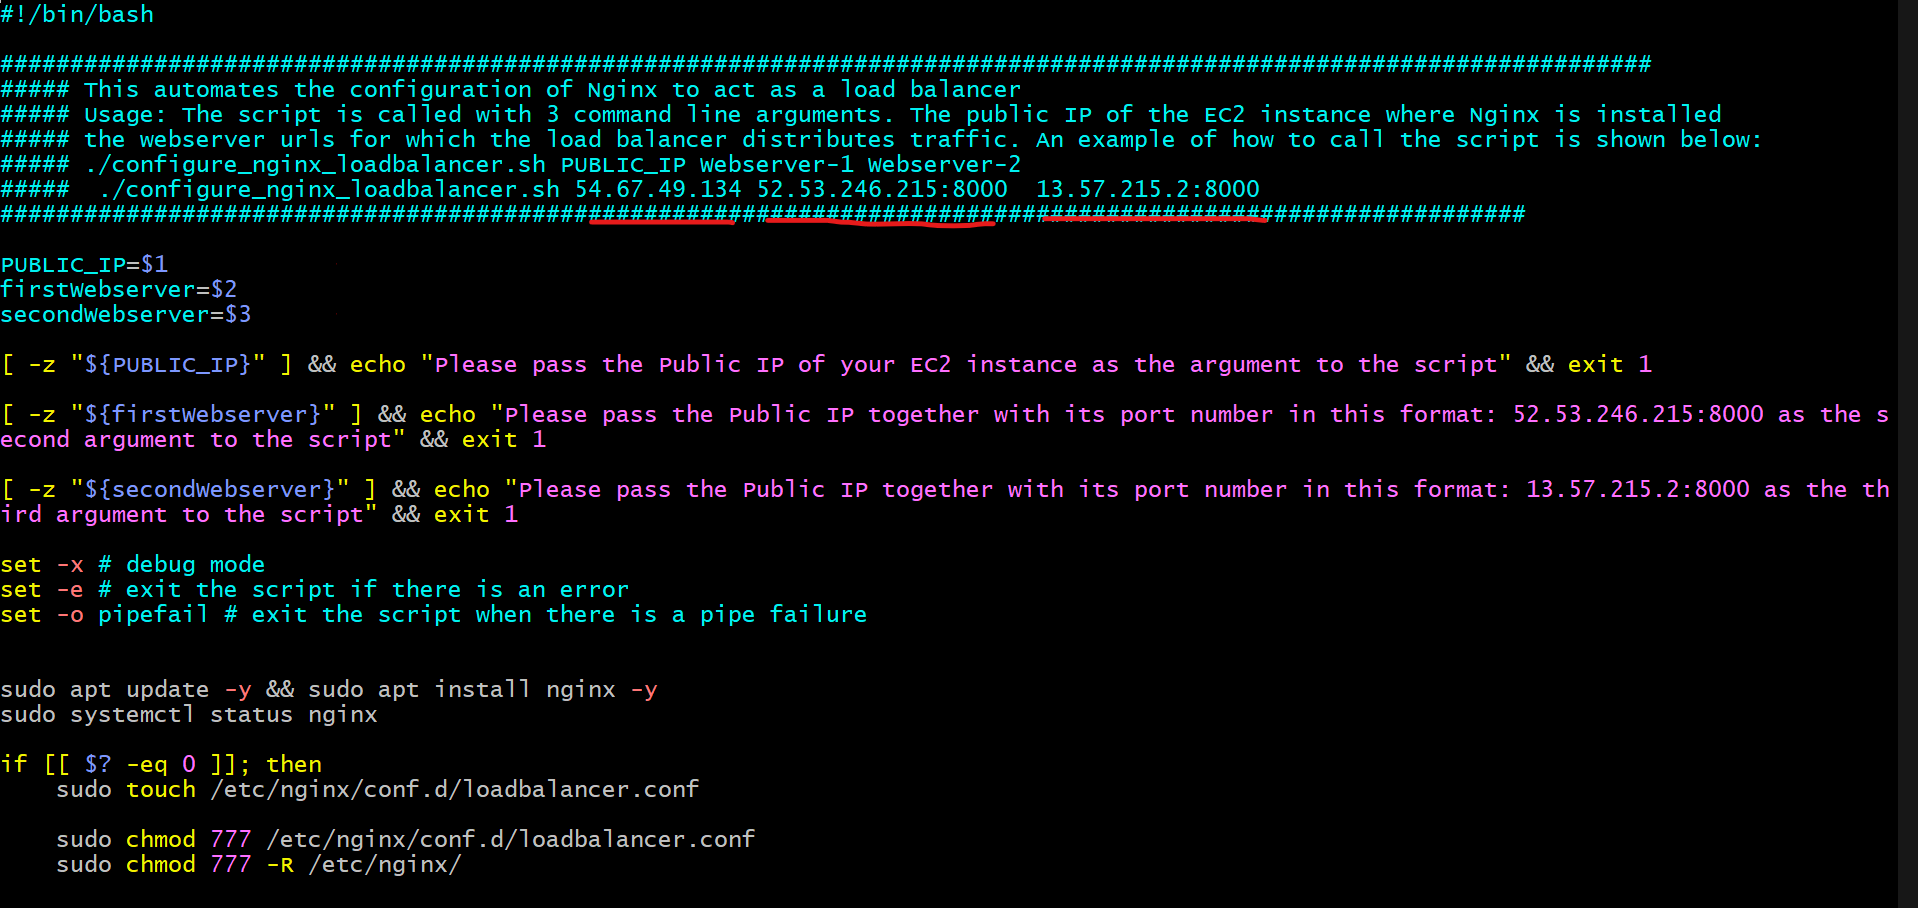 #!/bin/bash
######################################################################################################################
##### This automates the configuration of Nginx to act as a load balancer
##### Usage: The script is called with 3 command line arguments. The public IP of the EC2 instance where Nginx is installed
##### the webserver urls for which the load balancer distributes traffic. An example of how to call the script is shown below:
##### ./configure_nginx_loadbalancer.sh PUBLIC_IP Webserver-1 Webserver-2
#####  ./configure_nginx_loadbalancer.sh 54.67.49.134 52.53.246.215:8000  13.57.215.2:8000
#############################################################################################################
PUBLIC_IP=$1
firstWebserver=$2
secondWebserver=$3
[ -z "${PUBLIC_IP}" ] && echo "Please pass the Public IP of your EC2 instance as the argument to the script" && exit 1
[ -z "${firstWebserver}" ] && echo "Please pass the Public IP together with its port number in this format: 52.53.246.215:8000 as the s
econd argument to the script" && exit 1
[ -z "${secondWebserver}" ] && echo "Please pass the Public IP together with its port number in this format: 13.57.215.2:8000 as the th
ird argument to the script" && exit 1
set -x # debug mode
set -e # exit the script if there is an error
set -o pipefail # exit the script when there is a pipe failure
sudo apt update -y && sudo apt install nginx -y
sudo systemctl status nginx
if [[ $? -eq 0 ]]; then
    sudo touch /etc/nginx/conf.d/loadbalancer.conf
    sudo chmod 777 /etc/nginx/conf.d/loadbalancer.conf
    sudo chmod 777 -R /etc/nginx/